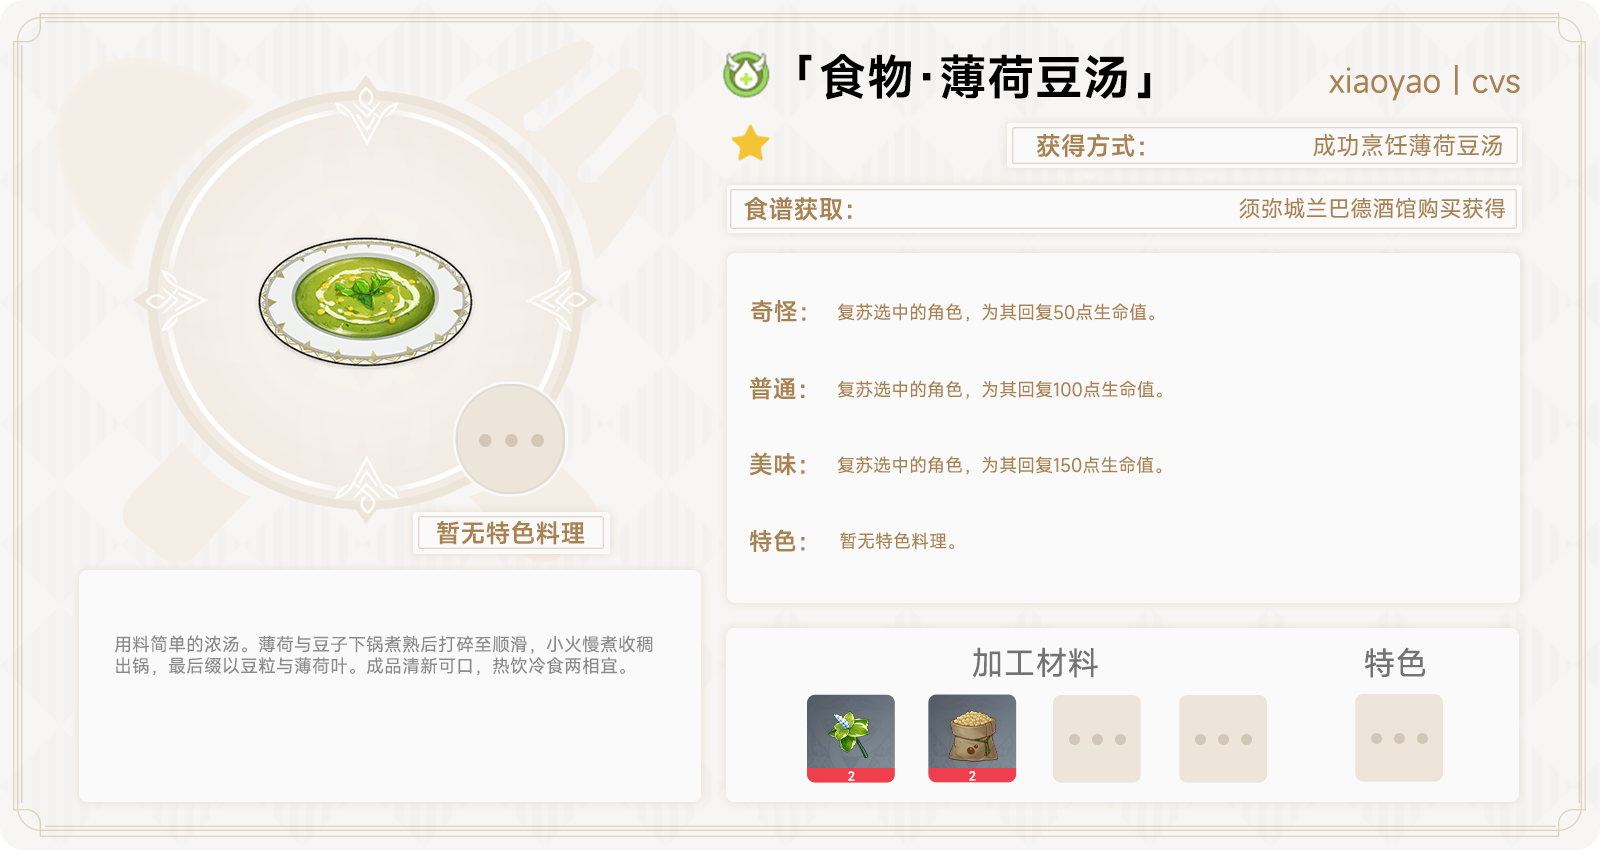 「食物·薄荷豆汤」
xiaoyao | cvs
获得方式：
成功烹饪薄荷豆汤
食谱获取：
须弥城兰巴德酒馆购买获得
奇怪：
复苏选中的角色，为其回复50点生命值。
普通：
复苏选中的角色，为其回复100点生命值。
美味：
复苏选中的角色，为其回复150点生命值。
特色：
暂无特色料理。
暂无特色料理
用料简单的浓汤。薄荷与豆子下锅煮熟后打碎至顺滑，小火慢煮收稠
出锅，最后缀以豆粒与薄荷叶。成品清新可口，热饮冷食两相宜。
加工材料
特色
2
2